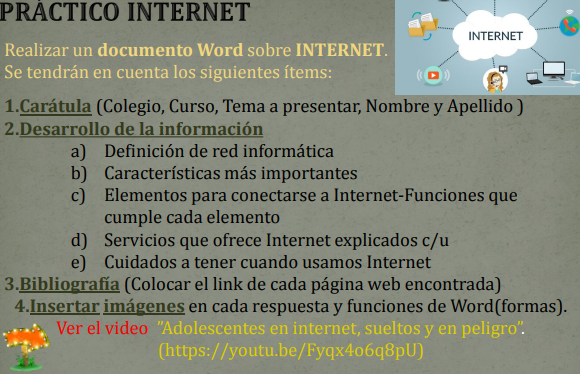 PRÁCTICO INTERNET
INTERNET
Realizar un documento Word sobre INTERNET.
Se tendrán en cuenta los siguientes ítems:
1.Carátula (Colegio, Curso, Tema a presentar, Nombre y Apellido )
2.Desarrollo de la información
a) Definición de red informática
b) Características más importantes
c) Elementos para conectarse a Internet-Funciones que
cumple cada elemento
d) Servicios que ofrece Internet explicados c/u
e) Cuidados a tener cuando usamos Internet
3.Bibliografía (Colocar el link de cada página web encontrada)
4.Insertar imágenes en cada respuesta y funciones de Word(formas).
Ver el video "Adolescentes en internet, sueltos y en peligro".
(https://youtu.be/Fyqx4o6q8pU)